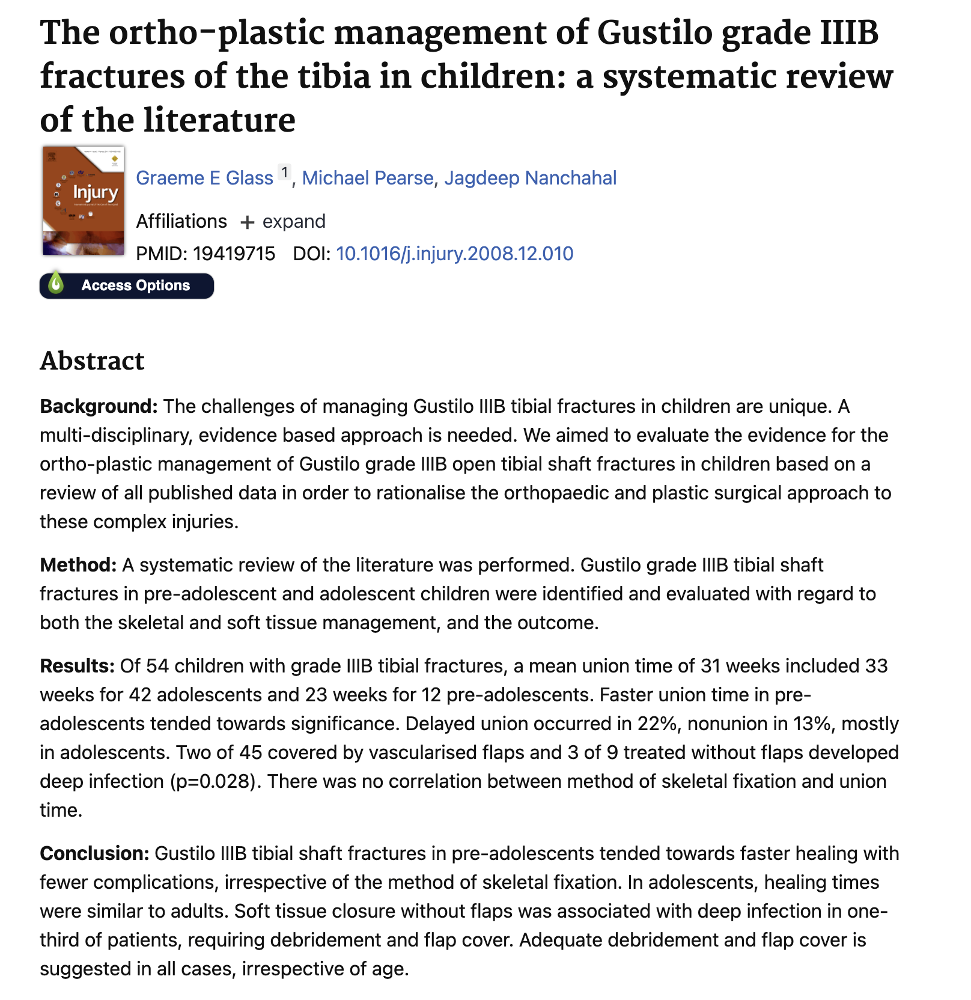 The ortho-plastic management of Gustilo grade IIIB
fractures of the tibia in children: a systematic review
of the literature
Injury
Graeme E Glass 1, Michael Pearse, Jagdeep Nanchahal
Affiliations + expand
PMID: 19419715 DOI: 10.1016/j.injury.2008.12.010
Access Options
Abstract
Background: The challenges of managing Gustilo IIIB tibial fractures in children are unique. A
multi-disciplinary, evidence based approach is needed. We aimed to evaluate the evidence for the
ortho-plastic management of Gustilo grade IIIB open tibial shaft fractures in children based on a
review of all published data in order to rationalise the orthopaedic and plastic surgical approach to
these complex injuries.
Method: A systematic review of the literature was performed. Gustilo grade IIIB tibial shaft
fractures in pre-adolescent and adolescent children were identified and evaluated with regard to
both the skeletal and soft tissue management, and the outcome.
Results: Of 54 children with grade IIIB tibial fractures, a mean union time of 31 weeks included 33
weeks for 42 adolescents and 23 weeks for 12 pre-adolescents. Faster union time in pre-
adolescents tended towards significance. Delayed union occurred in 22%, nonunion in 13%, mostly
in adolescents. Two of 45 covered by vascularised flaps and 3 of 9 treated without flaps developed
deep infection (p=0.028). There was no correlation between method of skeletal fixation and union
time.
Conclusion: Gustilo IIIB tibial shaft fractures in pre-adolescents tended towards faster healing with
fewer complications, irrespective of the method of skeletal fixation. In adolescents, healing times
were similar to adults. Soft tissue closure without flaps was associated with deep infection in one-
third of patients, requiring debridement and flap cover. Adequate debridement and flap cover is
suggested in all cases, irrespective of age.